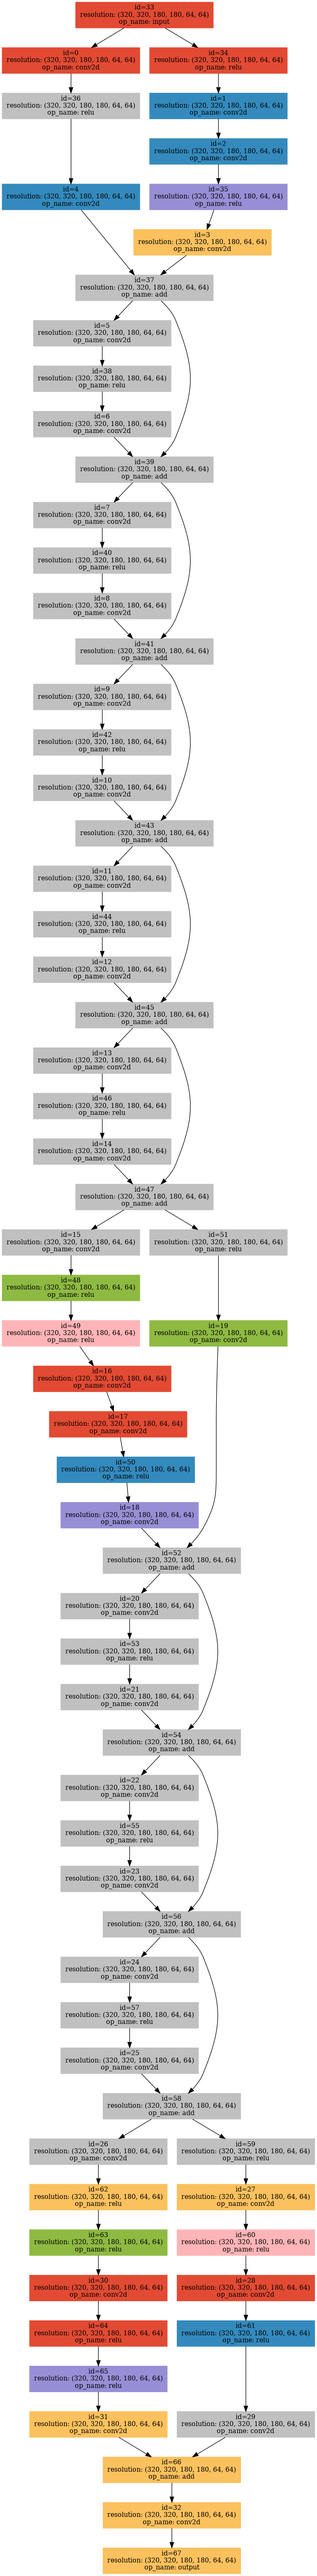 id=33
resolution: (320, 320, 180, 180, 64, 64)
op_name: input
id=0
resolution: (320, 320, 180, 180, 64, 64)
op_name: conv2d
id=34
resolution: (320, 320, 180, 180, 64, 64)
op_name: relu
id=36
resolution: (320, 320, 180, 180, 64, 64)
op_name: relu
id=1
resolution: (320, 320, 180, 180, 64, 64)
op_name: conv2d
id=2
resolution: (320, 320, 180, 180, 64, 64)
op_name: conv2d
id=4
resolution: (320, 320, 180, 180, 64, 64)
op_name: conv2d
id=35
resolution: (320, 320, 180, 180, 64, 64)
op_name: relu
id=3
resolution: (320, 320, 180, 180, 64, 64)
op_name: conv2d
id=37
resolution: (320, 320, 180, 180, 64, 64)
op_name: add
id=5
resolution: (320, 320, 180, 180, 64, 64)
op_name: conv2d
id=38
resolution: (320, 320, 180, 180, 64, 64)
op_name: relu
id=6
resolution: (320, 320, 180, 180, 64, 64)
op_name: conv2d
id=39
resolution: (320, 320, 180, 180, 64, 64)
op_name: add
id=7
resolution: (320, 320, 180, 180, 64, 64)
op_name: conv2d
id=40
resolution: (320, 320, 180, 180, 64, 64)
op_name: relu
id=8
resolution: (320, 320, 180, 180, 64, 64)
op_name: conv2d
id=41
resolution: (320, 320, 180, 180, 64, 64)
op_name: add
id=9
resolution: (320, 320, 180, 180, 64, 64)
op_name: conv2d
id=42
resolution: (320, 320, 180, 180, 64, 64)
op_name: relu
id=10
resolution: (320, 320, 180, 180, 64, 64)
op_name: conv2d
id=43
resolution: (320, 320, 180, 180, 64, 64)
op_name: add
id=11
resolution: (320, 320, 180, 180, 64, 64)
op_name: conv2d
id=44
resolution: (320, 320, 180, 180, 64, 64)
op_name: relu
id=12
resolution: (320, 320, 180, 180, 64, 64)
op_name: conv2d
id=45
resolution: (320, 320, 180, 180, 64, 64)
op_name: add
id=13
resolution: (320, 320, 180, 180, 64, 64)
op_name: conv2d
id=46
resolution: (320, 320, 180, 180, 64, 64)
op_name: relu
id=14
resolution: (320, 320, 180, 180, 64, 64)
op_name: conv2d
id=47
resolution: (320, 320, 180, 180, 64, 64)
op_name: add
id=15
resolution: (320, 320, 180, 180, 64, 64)
op_name: conv2d
id=51
resolution: (320, 320, 180, 180, 64, 64)
op_name: relu
id=48
resolution: (320, 320, 180, 180, 64, 64)
op_name: relu
id=49
resolution: (320, 320, 180, 180, 64, 64)
op_name: relu
id=19
resolution: (320, 320, 180, 180, 64, 64)
op_name: conv2d
id=16
resolution: (320, 320, 180, 180, 64, 64)
op_name: conv2d
id=17
resolution: (320, 320, 180, 180, 64, 64)
op_name: conv2d
id=50
resolution: (320, 320, 180, 180, 64, 64)
op_name: relu
id=18
resolution: (320, 320, 180, 180, 64, 64)
op_name: conv2d
id=52
resolution: (320, 320, 180, 180, 64, 64)
op_name: add
id=20
resolution: (320, 320, 180, 180, 64, 64)
op_name: conv2d
id=53
resolution: (320, 320, 180, 180, 64, 64)
op_name: relu
id=21
resolution: (320, 320, 180, 180, 64, 64)
op_name: conv2d
id=54
resolution: (320, 320, 180, 180, 64, 64)
op_name: add
id=22
resolution: (320, 320, 180, 180, 64, 64)
op_name: conv2d
id=55
resolution: (320, 320, 180, 180, 64, 64)
op_name: relu
id=23
resolution: (320, 320, 180, 180, 64, 64)
op_name: conv2d
id=56
resolution: (320, 320, 180, 180, 64, 64)
op_name: add
id=24
resolution: (320, 320, 180, 180, 64, 64)
op_name: conv2d
id=57
resolution: (320, 320, 180, 180, 64, 64)
op_name: relu
id=25
resolution: (320, 320, 180, 180, 64, 64)
op_name: conv2d
id=58
resolution: (320, 320, 180, 180, 64, 64)
op_name: add
id=26
resolution: (320, 320, 180, 180, 64, 64)
op_name: conv2d
id=59
resolution: (320, 320, 180, 180, 64, 64)
op_name: relu
id=62
resolution: (320, 320, 180, 180, 64, 64)
op_name: relu
id=27
resolution: (320, 320, 180, 180, 64, 64)
op_name: conv2d
id=63
resolution: (320, 320, 180, 180, 64, 64)
op_name: relu
id=60
resolution: (320, 320, 180, 180, 64, 64)
op_name: relu
id=30
resolution: (320, 320, 180, 180, 64, 64)
op_name: conv2d
id=28
resolution: (320, 320, 180, 180, 64, 64)
op_name: conv2d
id=64
resolution: (320, 320, 180, 180, 64, 64)
op_name: relu
id=61
resolution: (320, 320, 180, 180, 64, 64)
op_name: relu
id=65
resolution: (320, 320, 180, 180, 64, 64)
op_name: relu
id=31
resolution: (320, 320, 180, 180, 64, 64)
op_name: conv2d
id=29
resolution: (320, 320, 180, 180, 64, 64)
op_name: conv2d
id=66
resolution: (320, 320, 180, 180, 64, 64)
op_name: add
id=32
resolution: (320, 320, 180, 180, 64, 64)
op_name: conv2d
id=67
resolution: (320, 320, 180, 180, 64, 64)
op_name: output